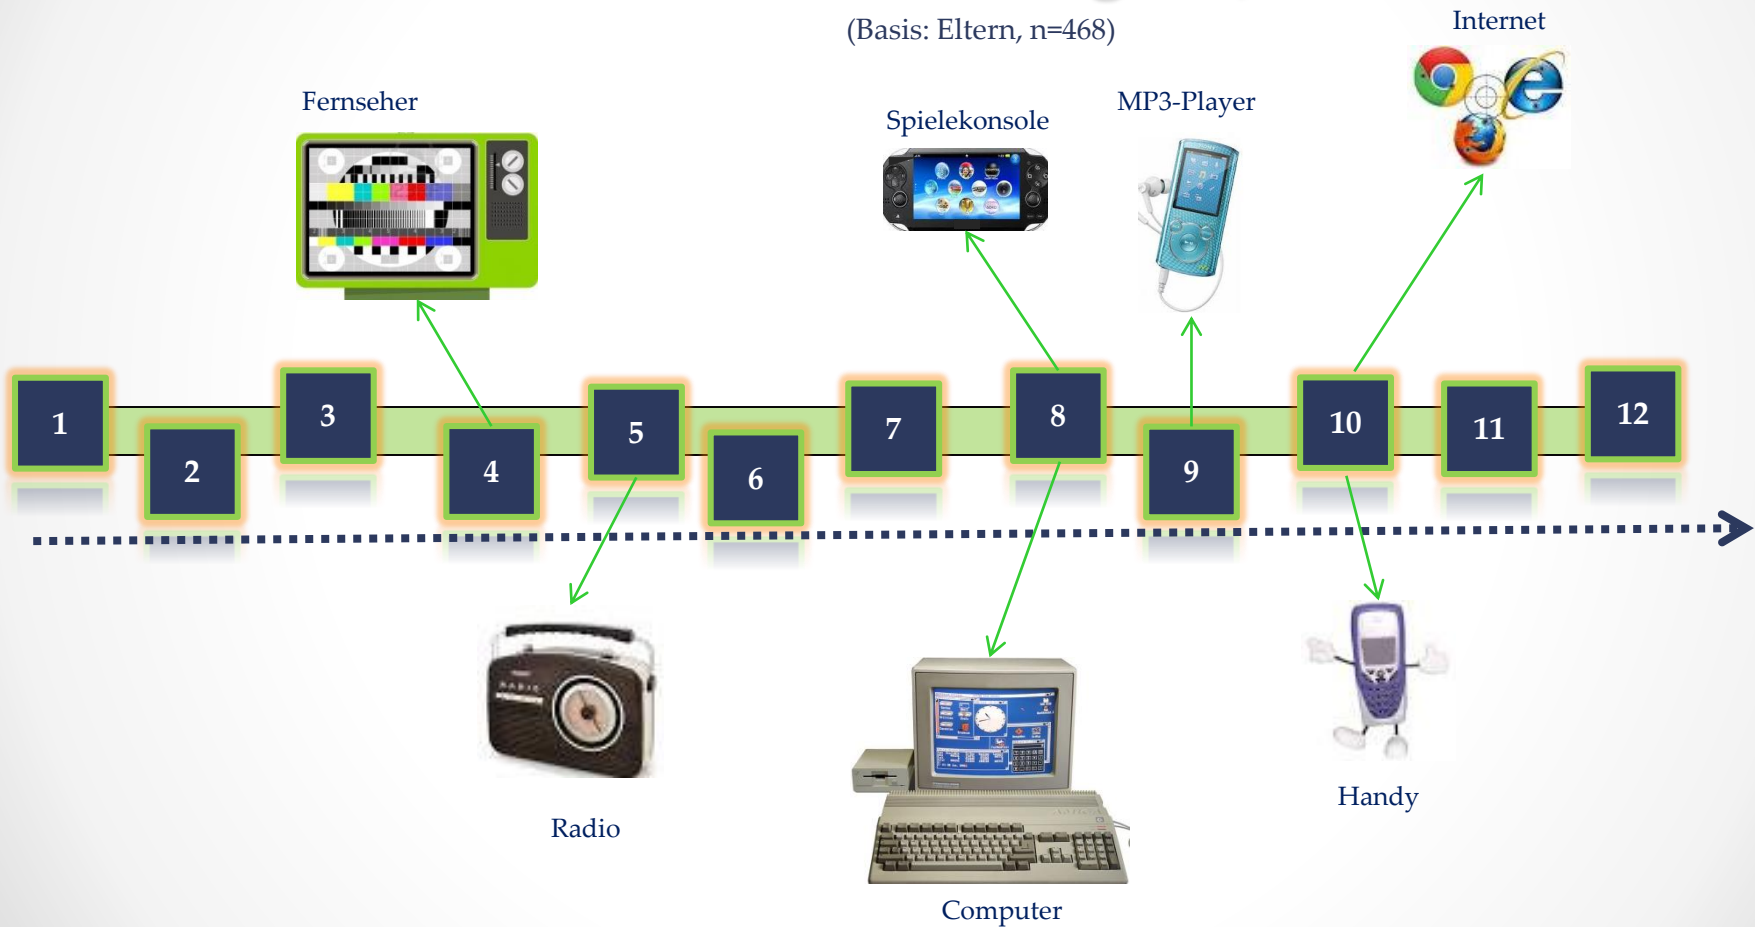 (Basis: Eltern, n=468)
Internet
Fernseher
Spielekonsole
MP3-Player
1
2
3
4
5
6
7
8
9
10
11
12
Radio
Computer
Handy